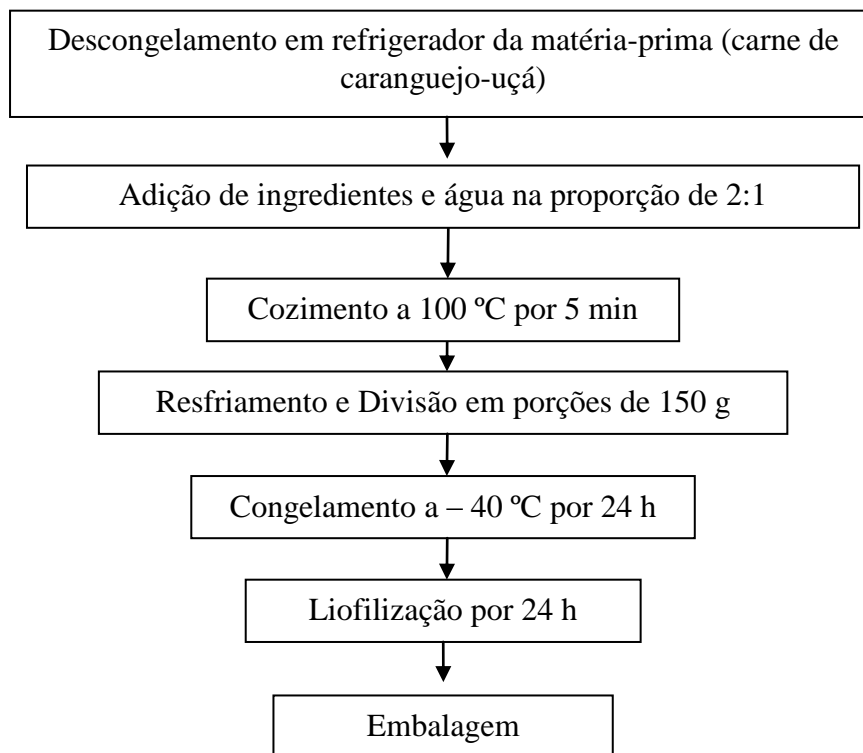 Descongelamento em refrigerador da matéria-prima (carne de
caranguejo-uçá)
Adição de ingredientes e água na proporção de 2:1
Cozimento a 100 ºC por 5 min
Resfriamento e Divisão em porções de 150 g
Congelamento a – 40 ºC por 24 h
Liofilização por 24 h
Embalagem